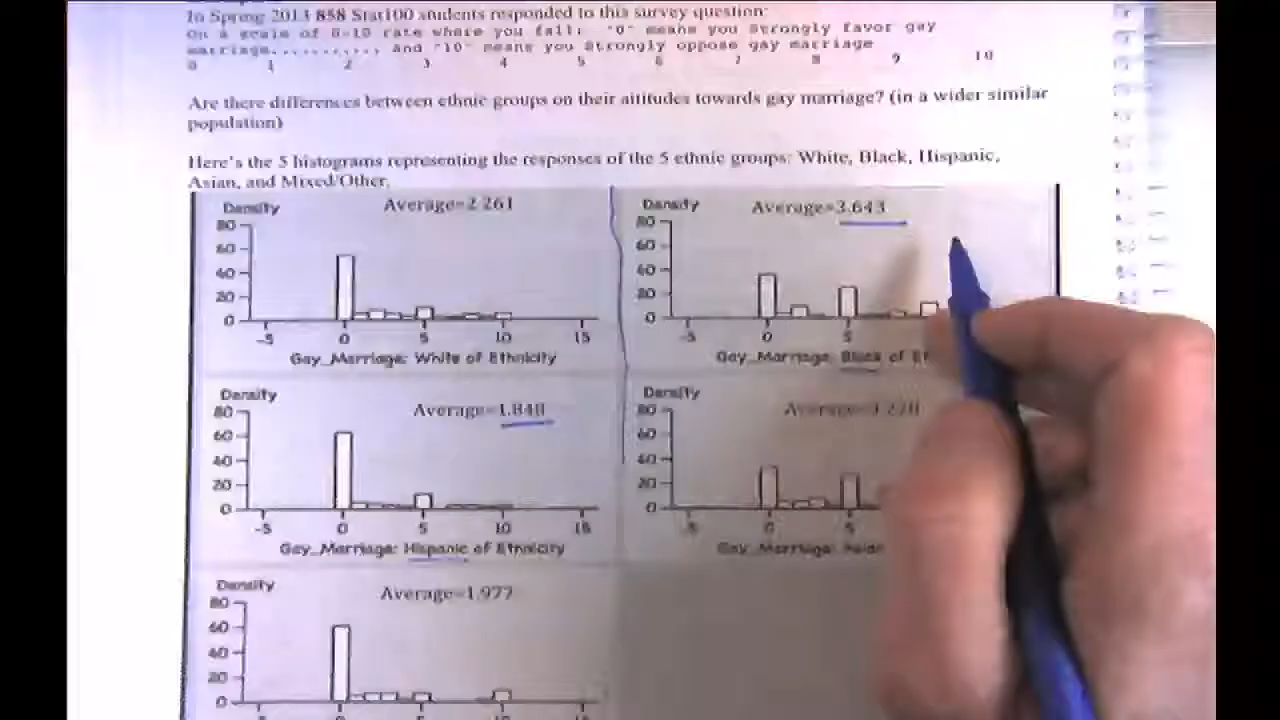 In Spring 2013 858 Stat100 students responded to this survey question:
On a scale of 0-10 rate where you fall: "0" means you Strongly favor gay
marriage.........., and "10" means you Strongly oppose gay marriage
0 1 2 3 4 5 6 7 8 9 10
Are there differences between ethnic groups on their attitudes towards gay marriage? (in a wider similar
population)
Here's the 5 histograms representing the responses of the 5 ethnic groups: White, Black, Hispanic,
Asian, and Mixed/Other.
Density Average=2.261
80
60
40
20
0
-5 0 5 10 15
Gay_Marriage: White of Ethnicity
Density Average=3.643
80
60
40
20
0
-5 0 5
Gay_Marriage: Black of Et
Density Average=1.848
80
60
40
20
0
-5 0 5 10 15
Gay_Marriage: Hispanic of Ethnicity
Density
80
60
40
20
0
-5 0 5
Gay_Marriage: Asian
Density Average=1.977
80
60
40
20
0